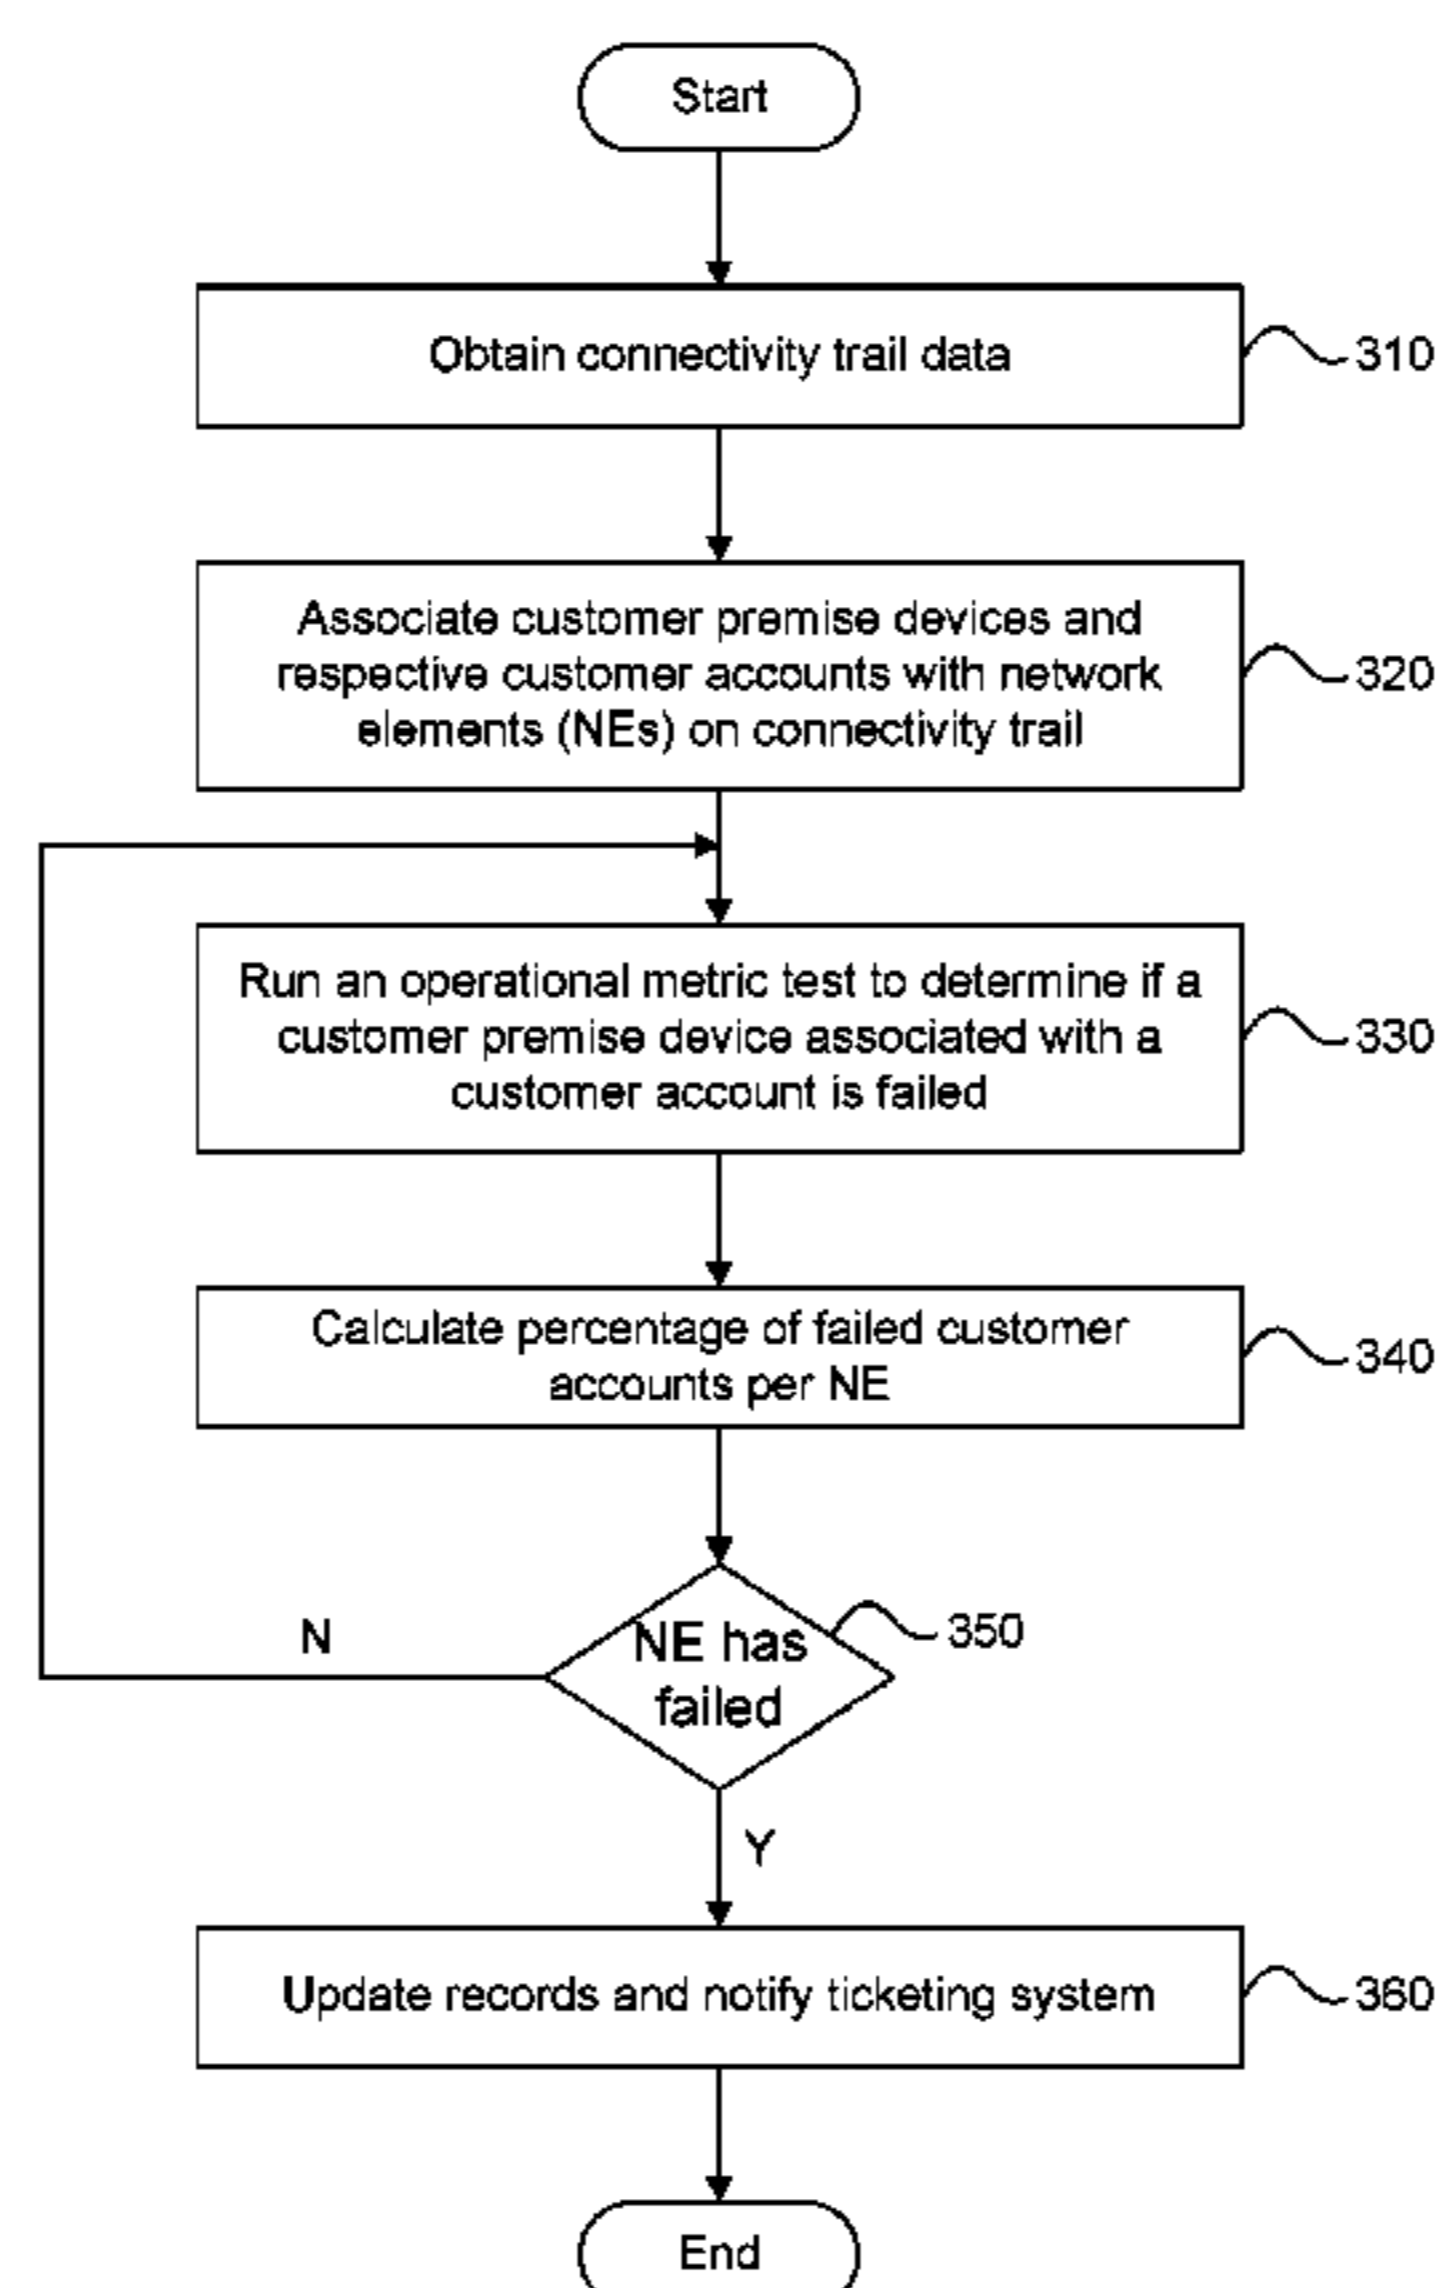 Start
Obtain connectivity trail data
310
Associate customer premise devices and
respective customer accounts with network
elements (NEs) on connectivity trail
320
Run an operational metric test to determine if a
customer premise device associated with a
customer account is failed
330
Calculate percentage of failed customer
accounts per NE
340
NE has
failed
350
N
Y
Update records and notify ticketing system
360
End